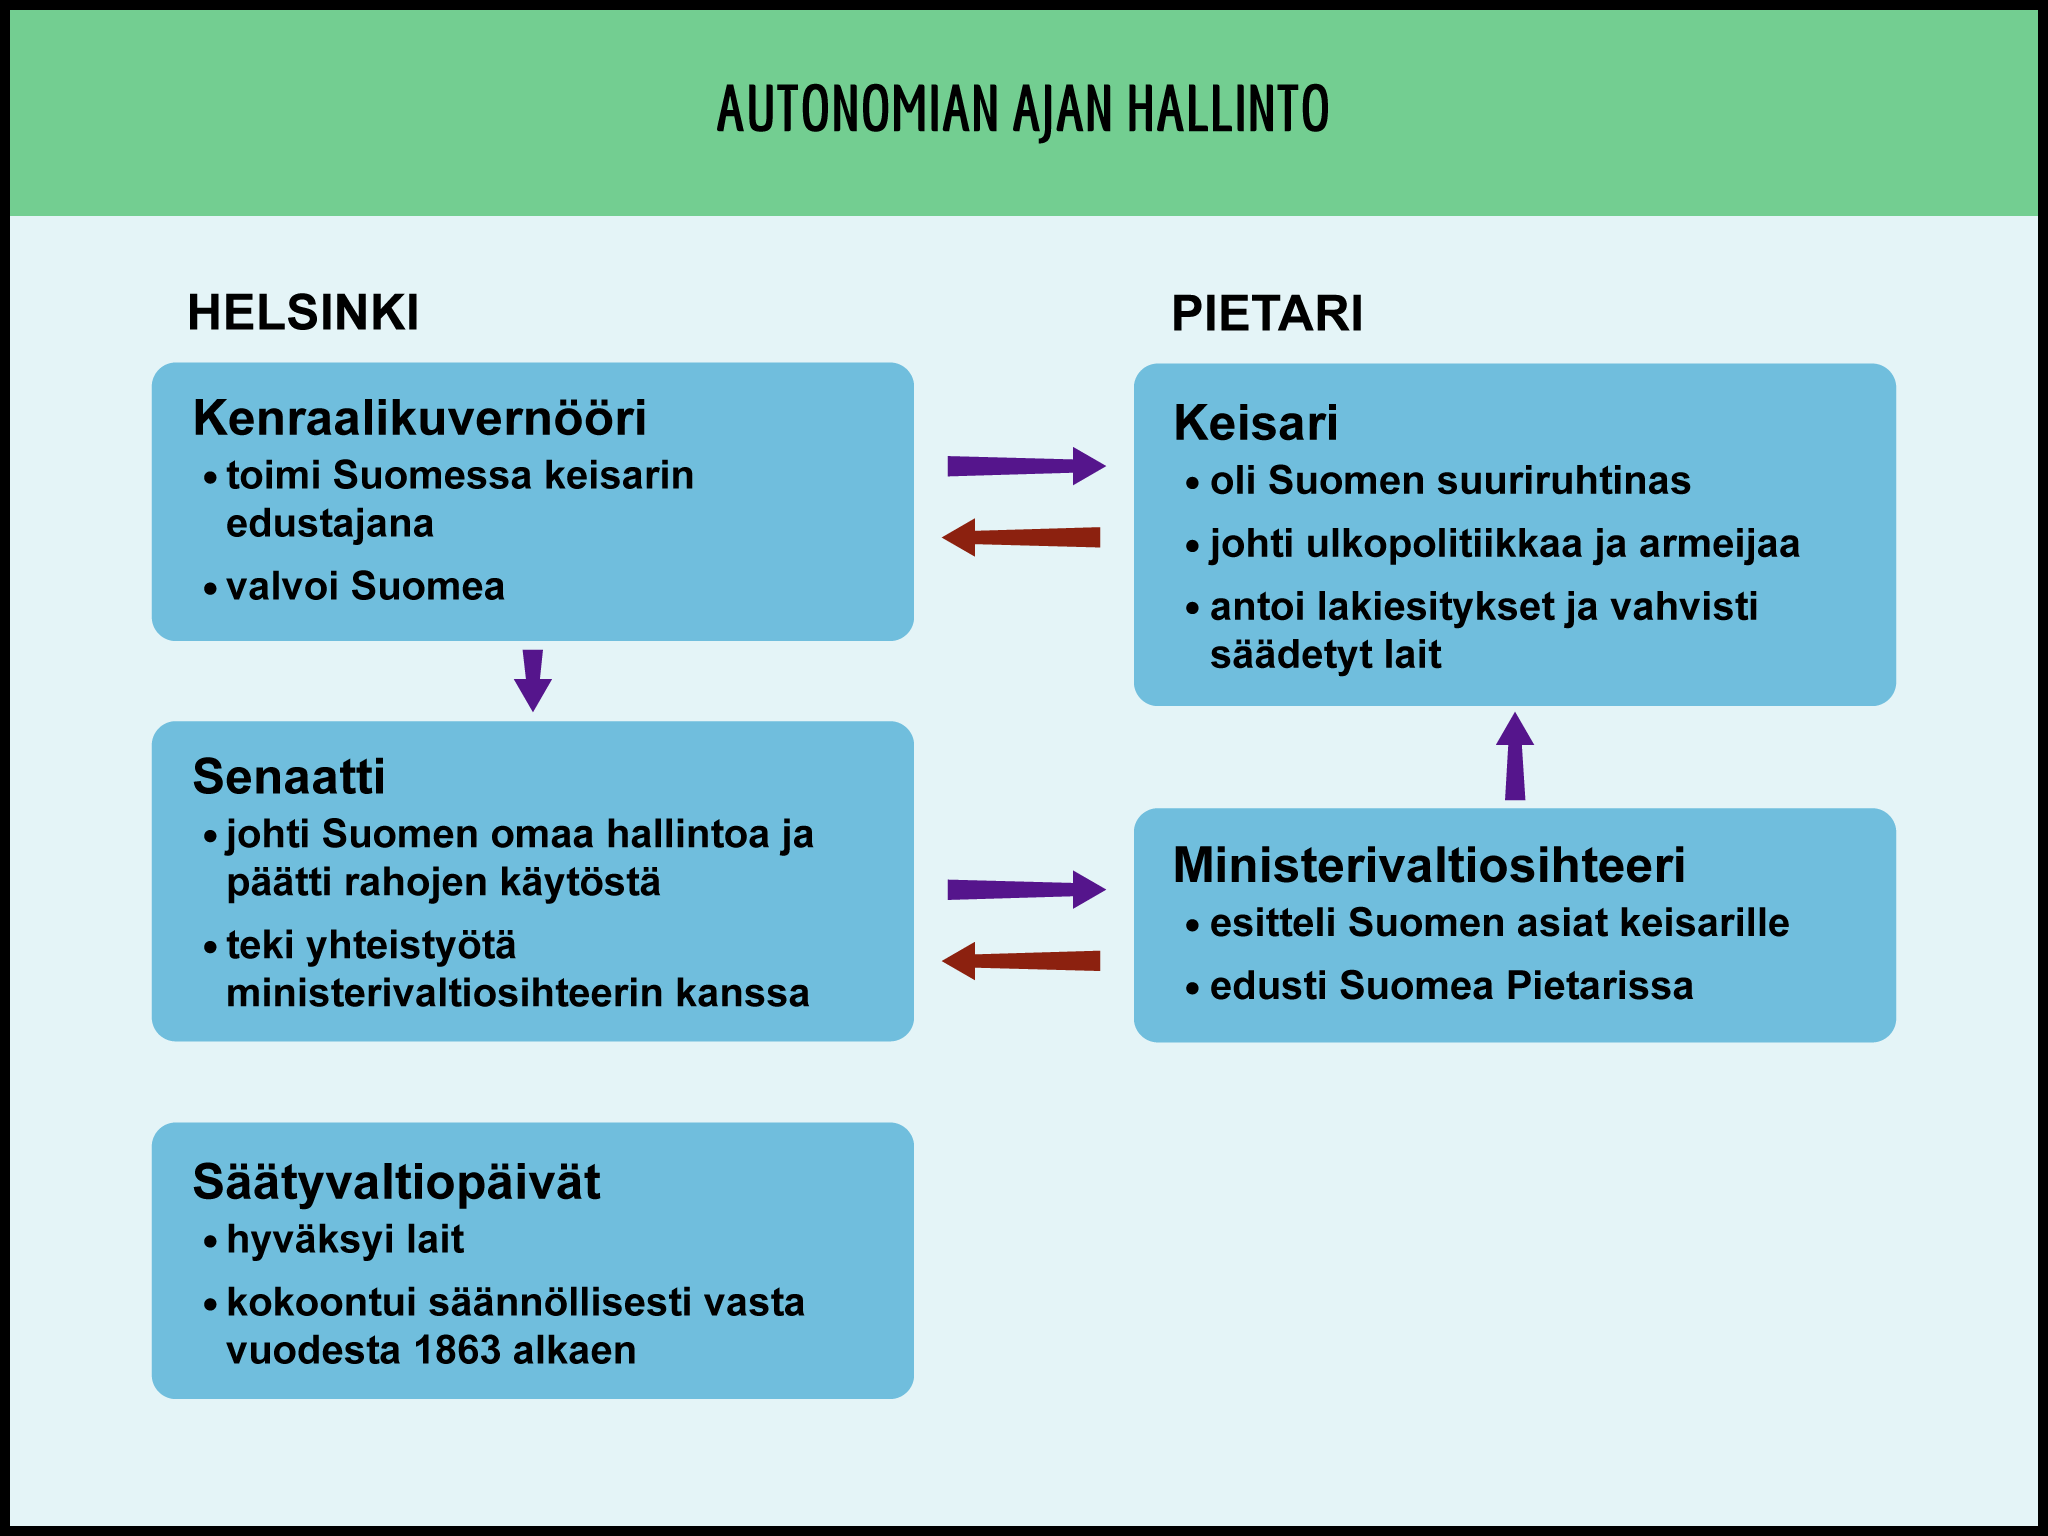 AUTONOMIAN AJAN HALLINTO
HELSINKI
Kenraalikuvernööri
• toimi Suomessa keisarin
edustajana
• valvoi Suomea
Senaatti
• johti Suomen omaa hallintoa ja
päätti rahojen käytöstä
• teki yhteistyötä
ministerivaltiosihteerin kanssa
Säätyvaltiopäivät
• hyväksyi lait
• kokoontui säännöllisesti vasta
vuodesta 1863 alkaen
PIETARI
Keisari
• oli Suomen suuriruhtinas
• johti ulkopolitiikkaa ja armeijaa
• antoi lakiesitykset ja vahvisti
säädetyt lait
Ministerivaltiosihteeri
• esitteli Suomen asiat keisarille
• edusti Suomea Pietarissa